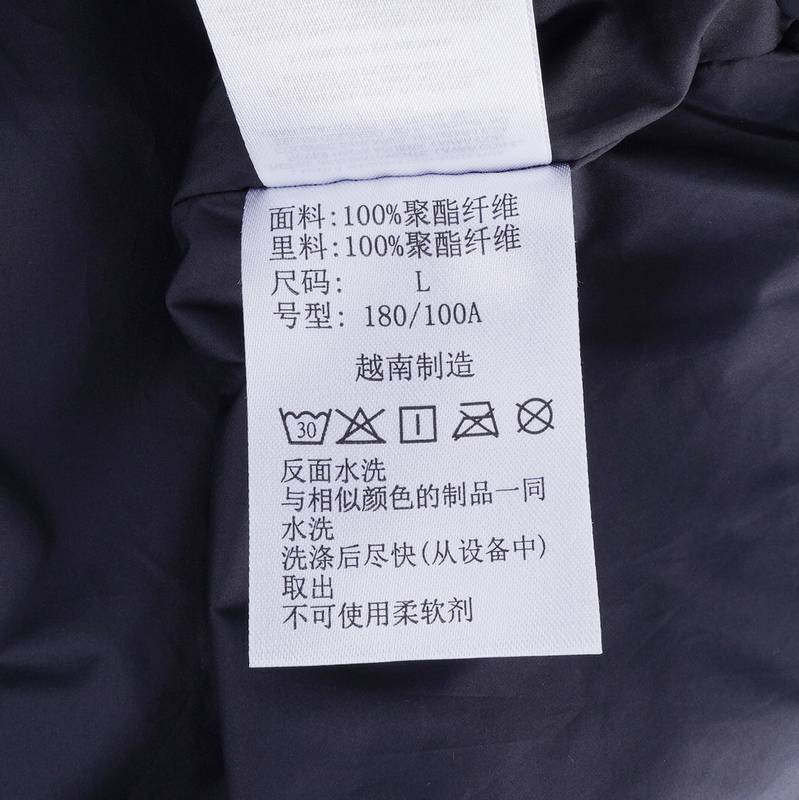 面料:100%聚酯纤维
里料:100%聚酯纤维
尺码: L
号型: 180/100A
越南制造
30
反面水洗
与相似颜色的制品一同
水洗
洗涤后尽快(从设备中)
取出
不可使用柔软剂